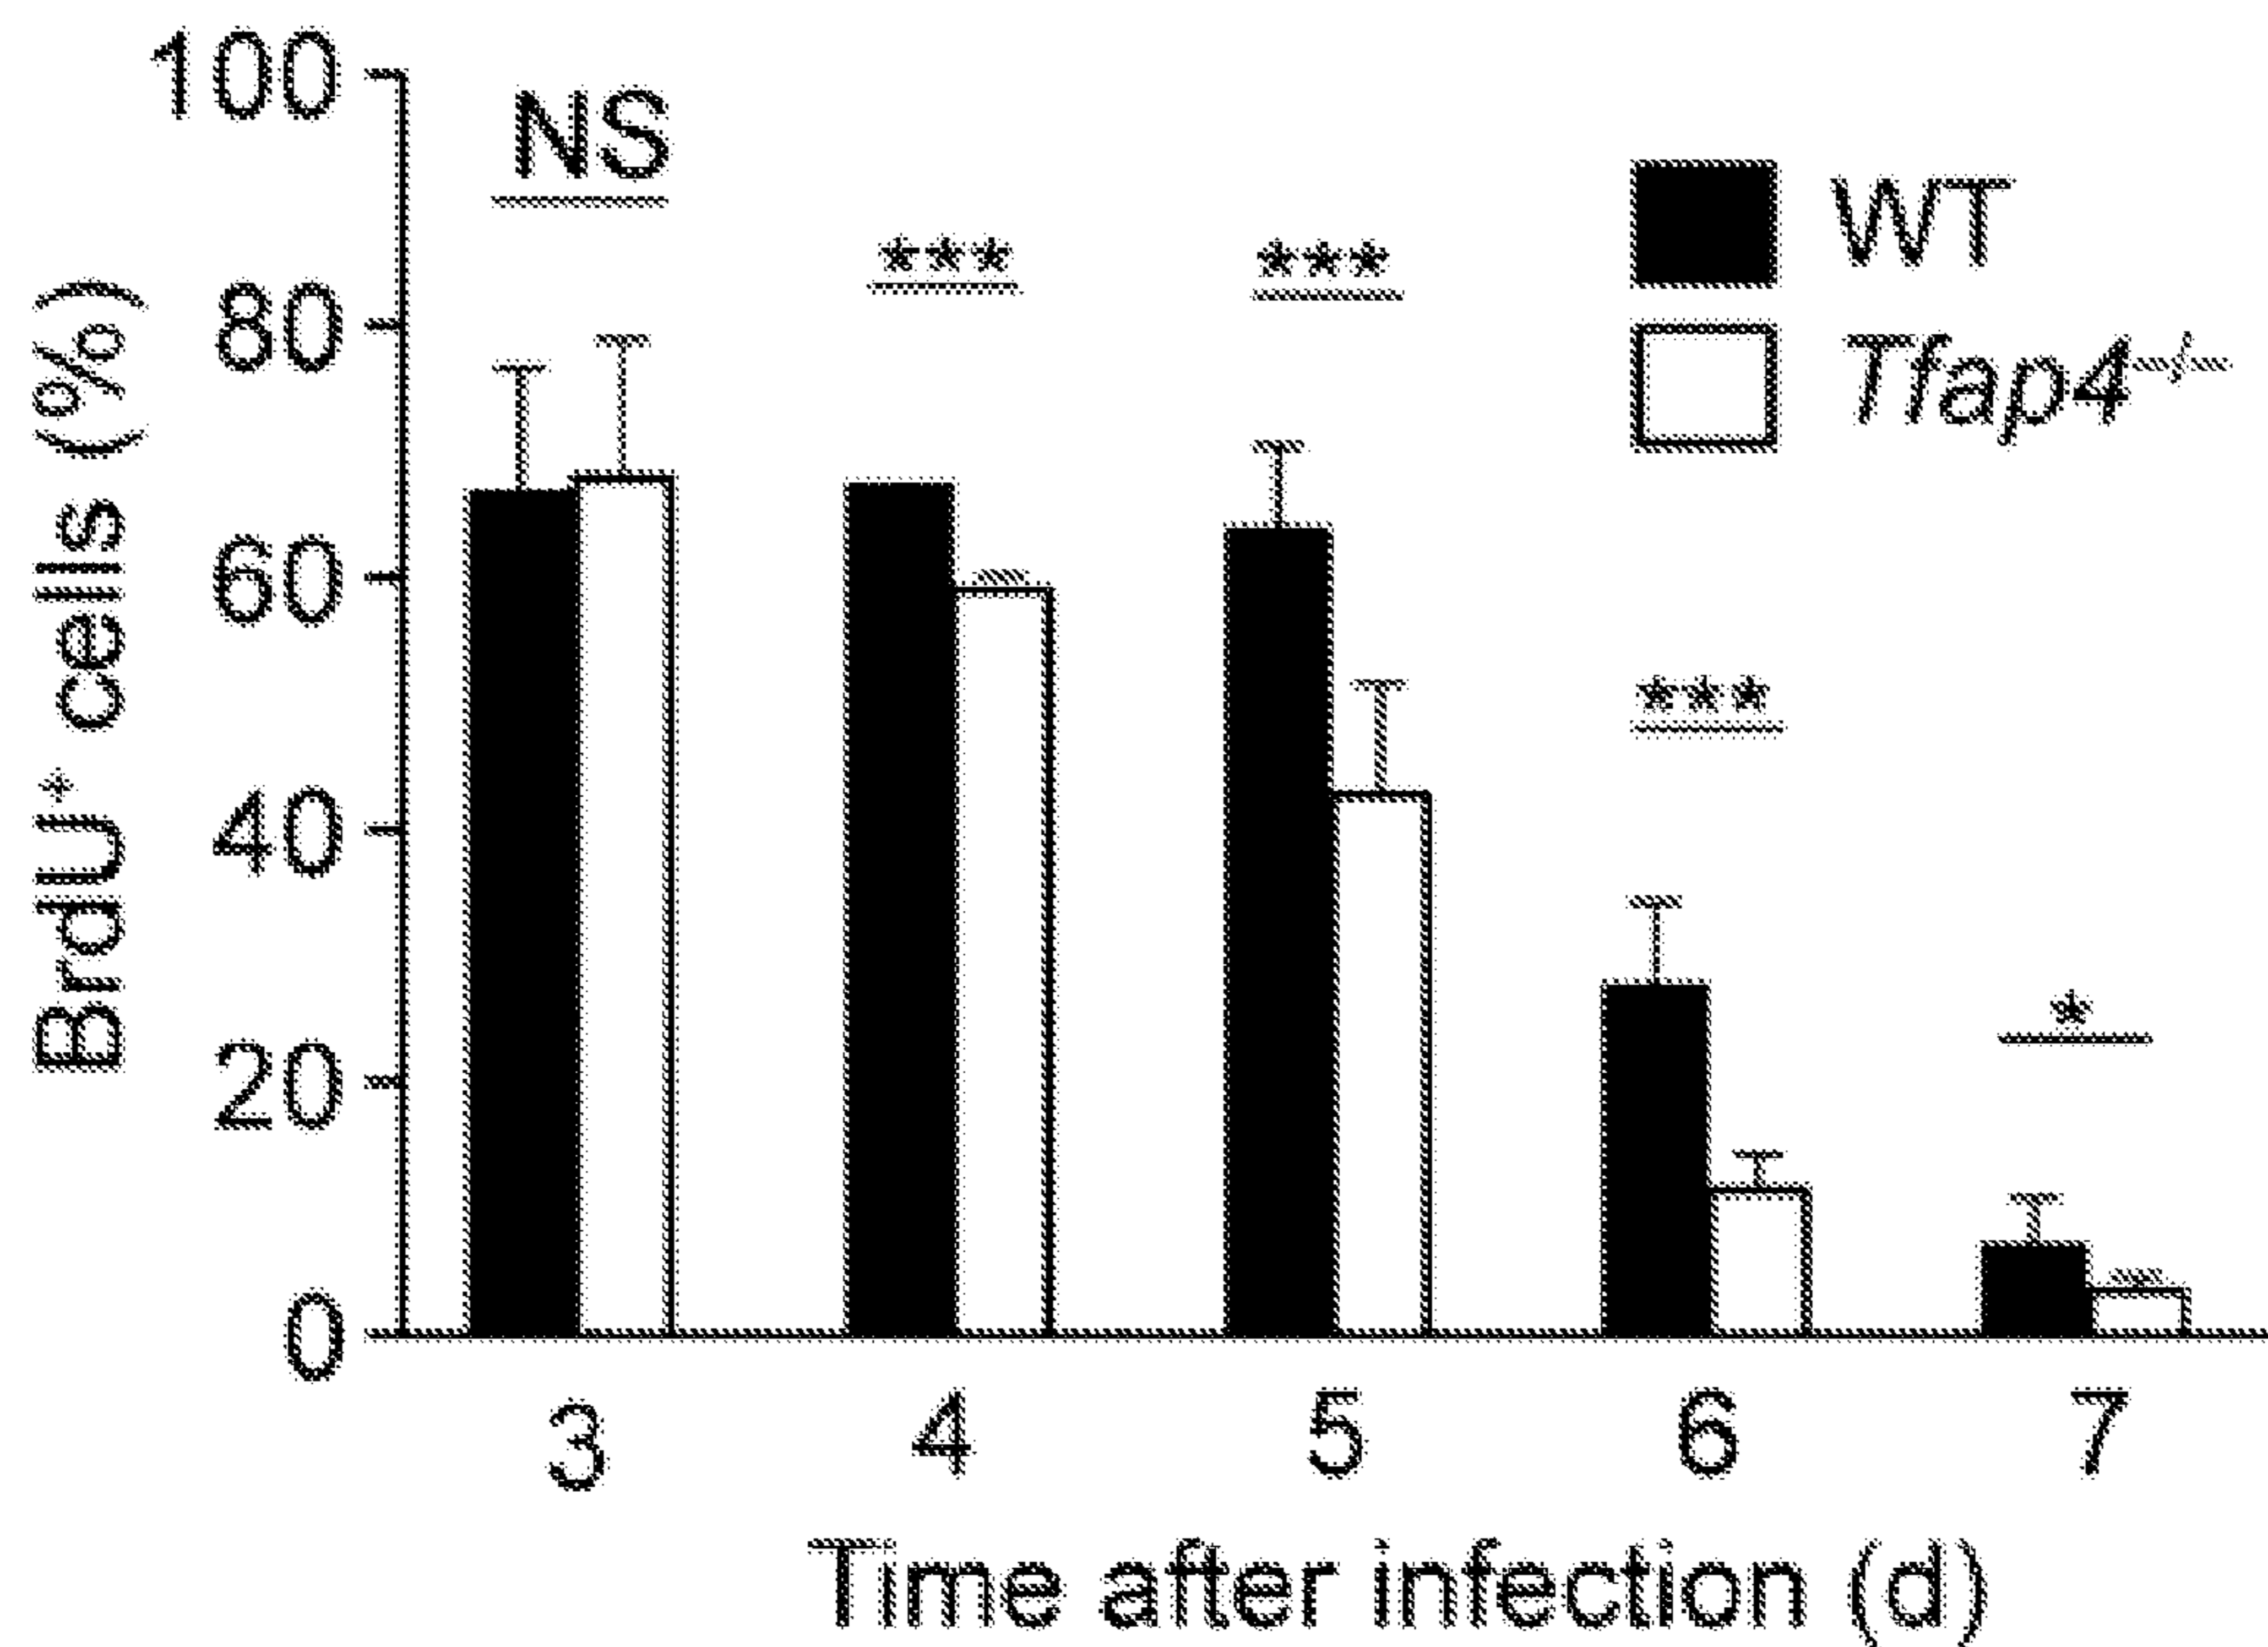 100
80
60
40
20
0
BrdU⁺ cells (%)
NS
***
***
***
*
WT
Tfap4⁻/⁻
3 4 5 6 7
Time after infection (d)